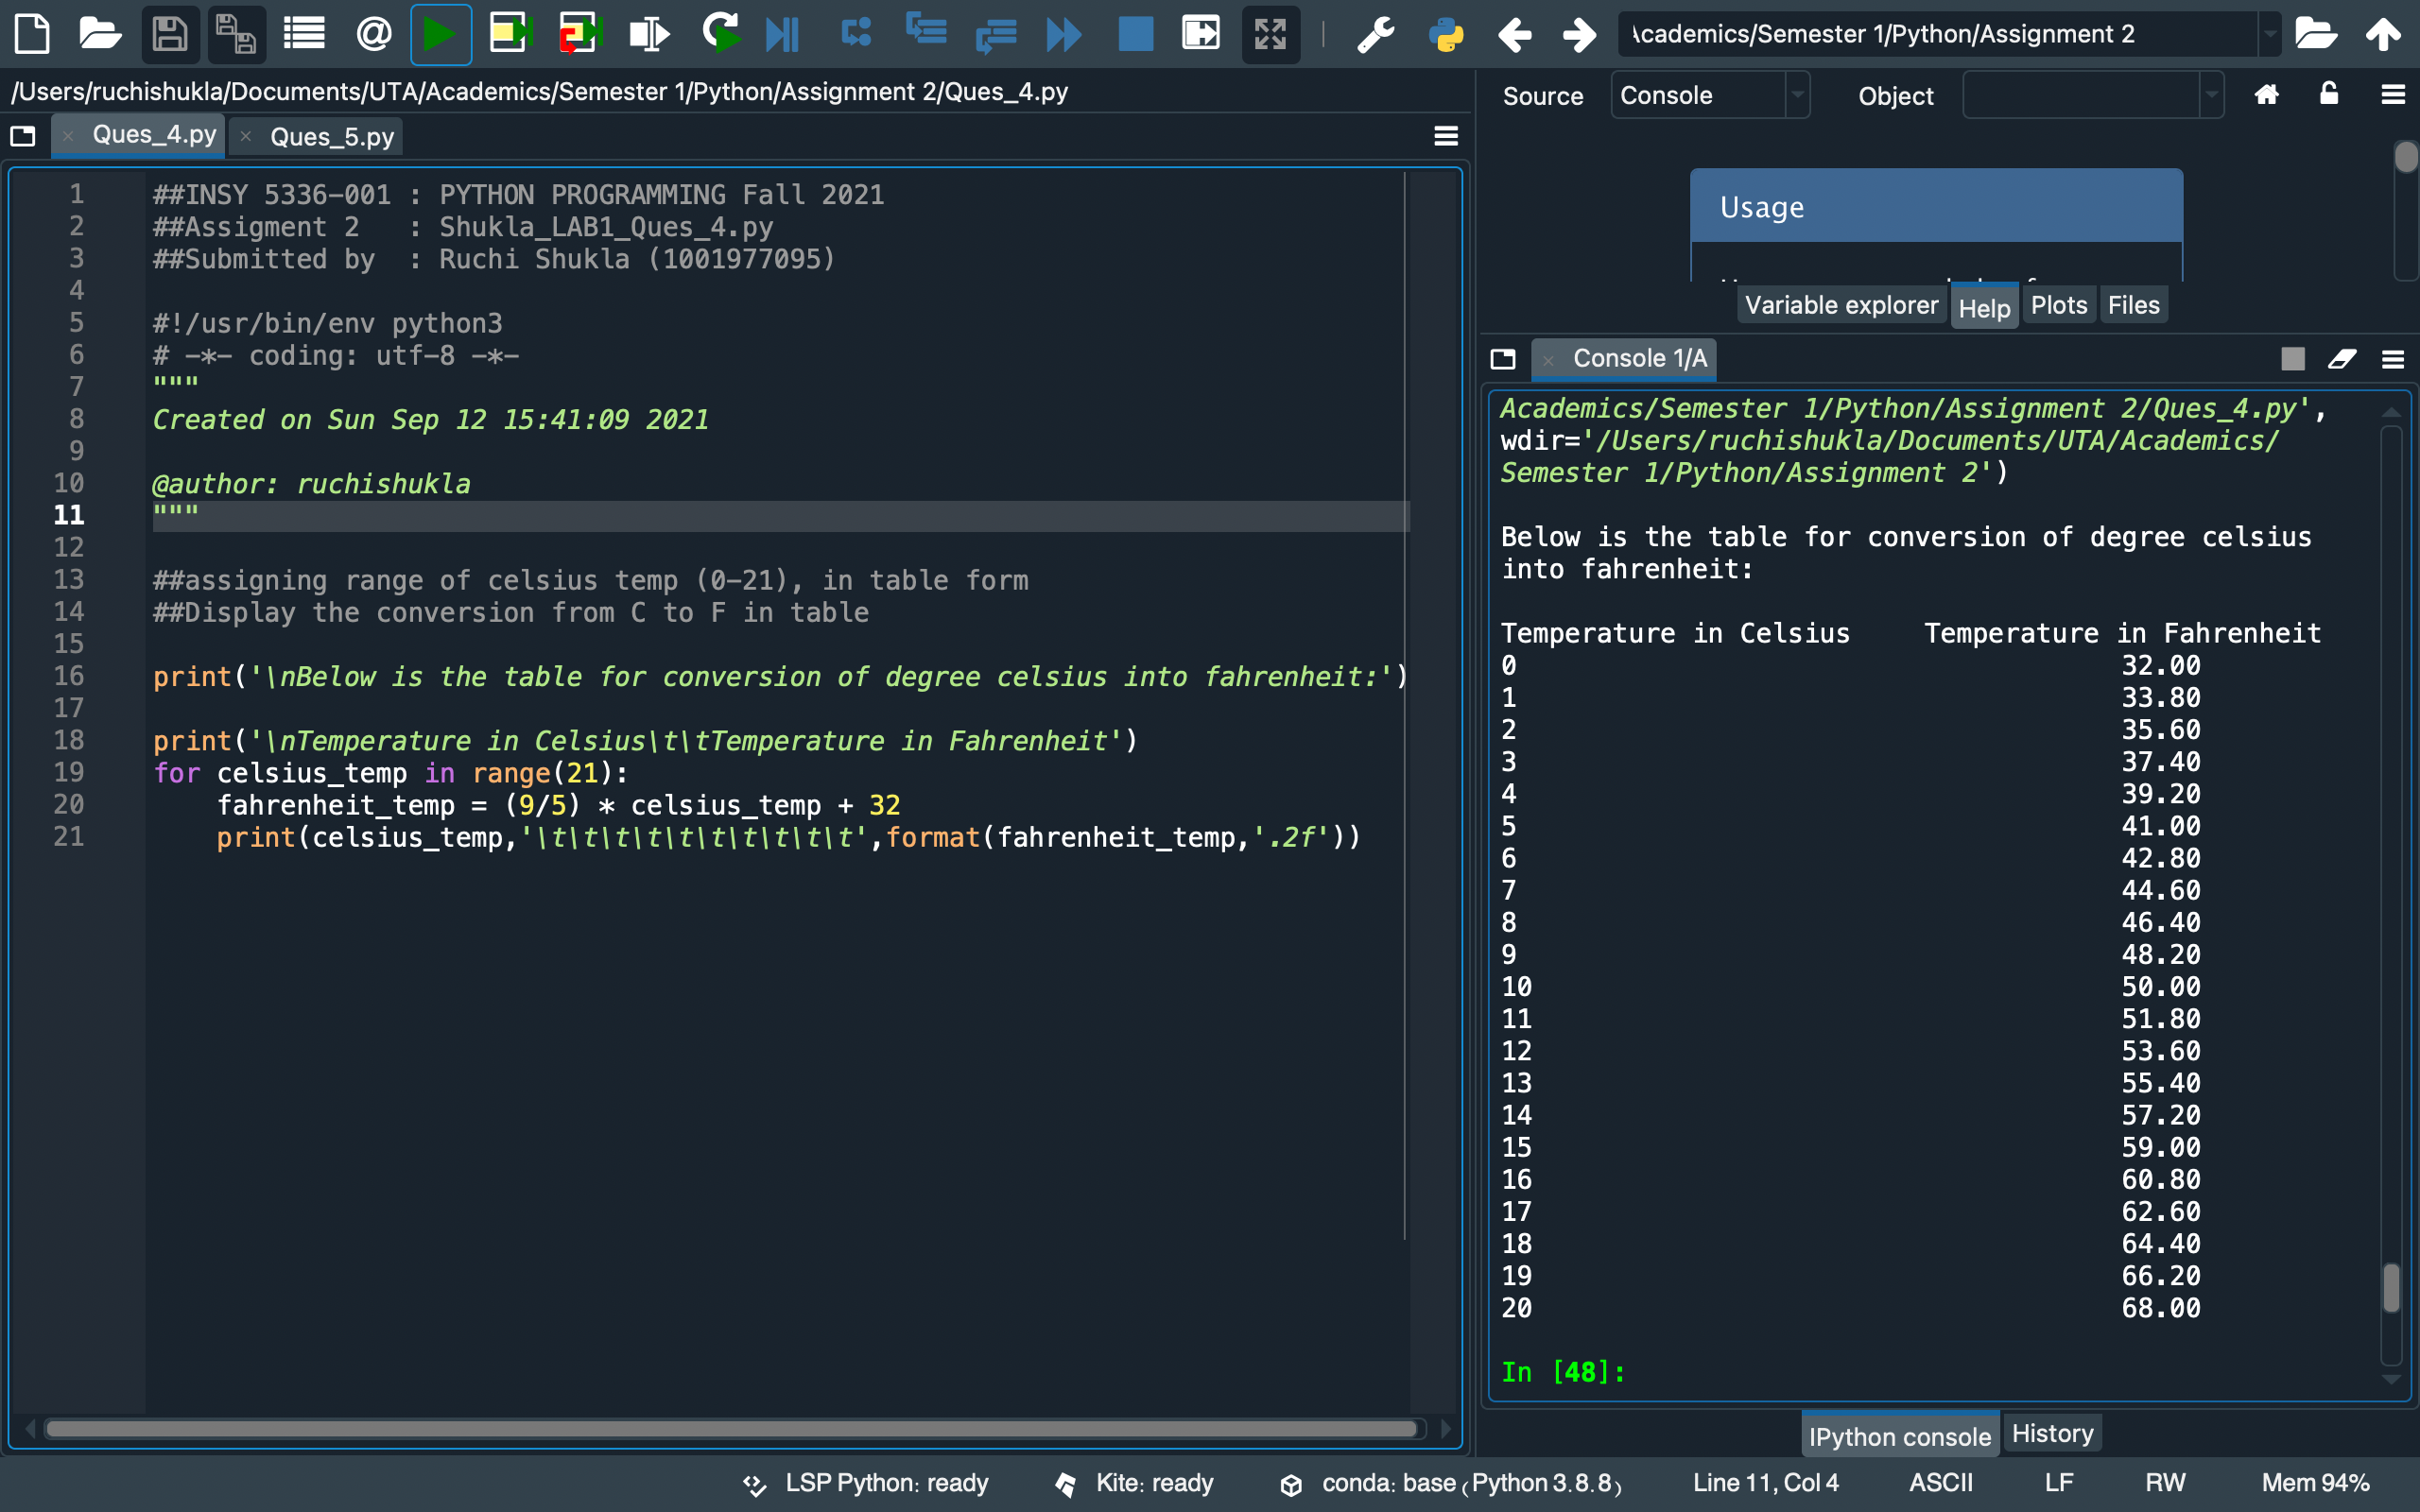 \cademics/Semester 1/Python/Assignment 2
/Users/ruchishukla/Documents/UTA/Academics/Semester 1/Python/Assignment 2/Ques_4.py
Ques_4.py
Ques_5.py
1 ##INSY 5336-001 : PYTHON PROGRAMMING Fall 2021
2 ##Assigment 2   : Shukla_LAB1_Ques_4.py
3 ##Submitted by  : Ruchi Shukla (1001977095)
4
5 #!/usr/bin/env python3
6 # -*- coding: utf-8 -*-
7 """
8 Created on Sun Sep 12 15:41:09 2021
9
10 @author: ruchishukla
11 """
12
13 ##assigning range of celsius temp (0-21), in table form
14 ##Display the conversion from C to F in table
15
16 print('\nBelow is the table for conversion of degree celsius into fahrenheit:')
17
18 print('\nTemperature in Celsius\t\tTemperature in Fahrenheit')
19 for celsius_temp in range(21):
20     fahrenheit_temp = (9/5) * celsius_temp + 32
21     print(celsius_temp,'\t\t\t\t\t\t\t\t\t\t',format(fahrenheit_temp,'.2f'))
Source Console Object
Usage
Variable explorer Help Plots Files
Console 1/A
Academics/Semester 1/Python/Assignment 2/Ques_4.py',
wdir='/Users/ruchishukla/Documents/UTA/Academics/
Semester 1/Python/Assignment 2')
Below is the table for conversion of degree celsius
into fahrenheit:
Temperature in Celsius Temperature in Fahrenheit
0 32.00
1 33.80
2 35.60
3 37.40
4 39.20
5 41.00
6 42.80
7 44.60
8 46.40
9 48.20
10 50.00
11 51.80
12 53.60
13 55.40
14 57.20
15 59.00
16 60.80
17 62.60
18 64.40
19 66.20
20 68.00
In [48]:
IPython console History
LSP Python: ready Kite: ready conda: base (Python 3.8.8) Line 11, Col 4 ASCII LF RW Mem 94%